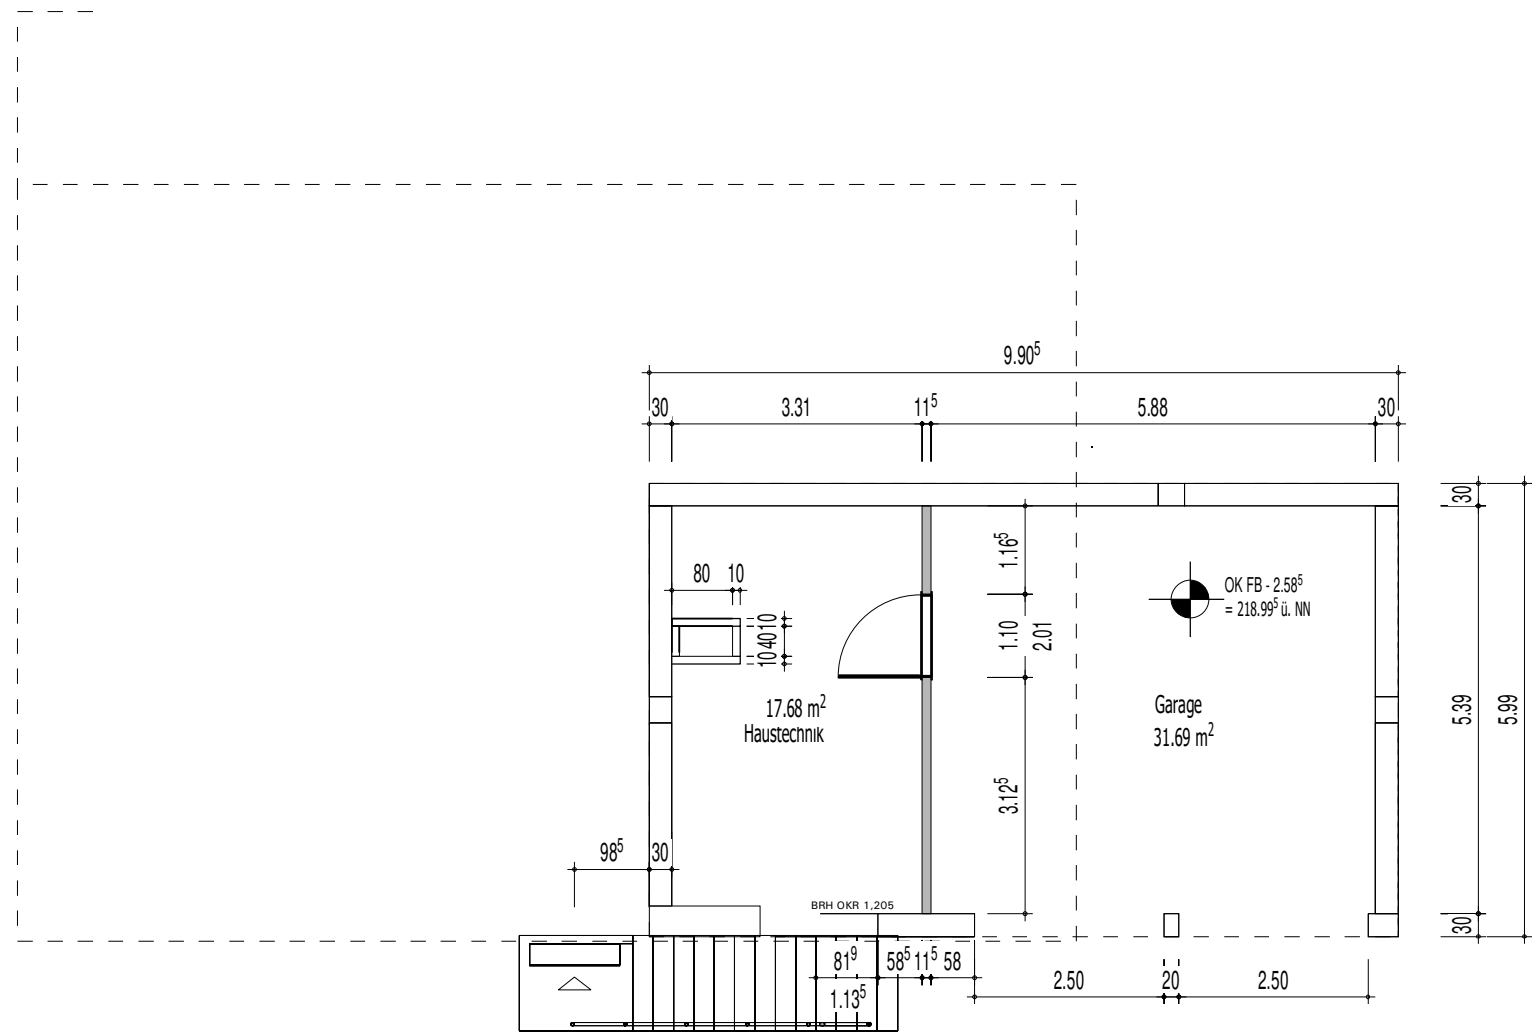 9.90⁵
30 3.31 11⁵ 5.88 30
30
1.16⁵
80 10
OK FB - 2.58⁵
= 218.99⁵ ü. NN
10
40
10
1.10
2.01
17.68 m²
Haustechnik
Garage
31.69 m²
5.39
5.99
3.12⁵
98⁵ 30
BRH OKR 1,205
30
81⁹ 58⁵ 11⁵ 58
1.13⁵
2.50 20 2.50